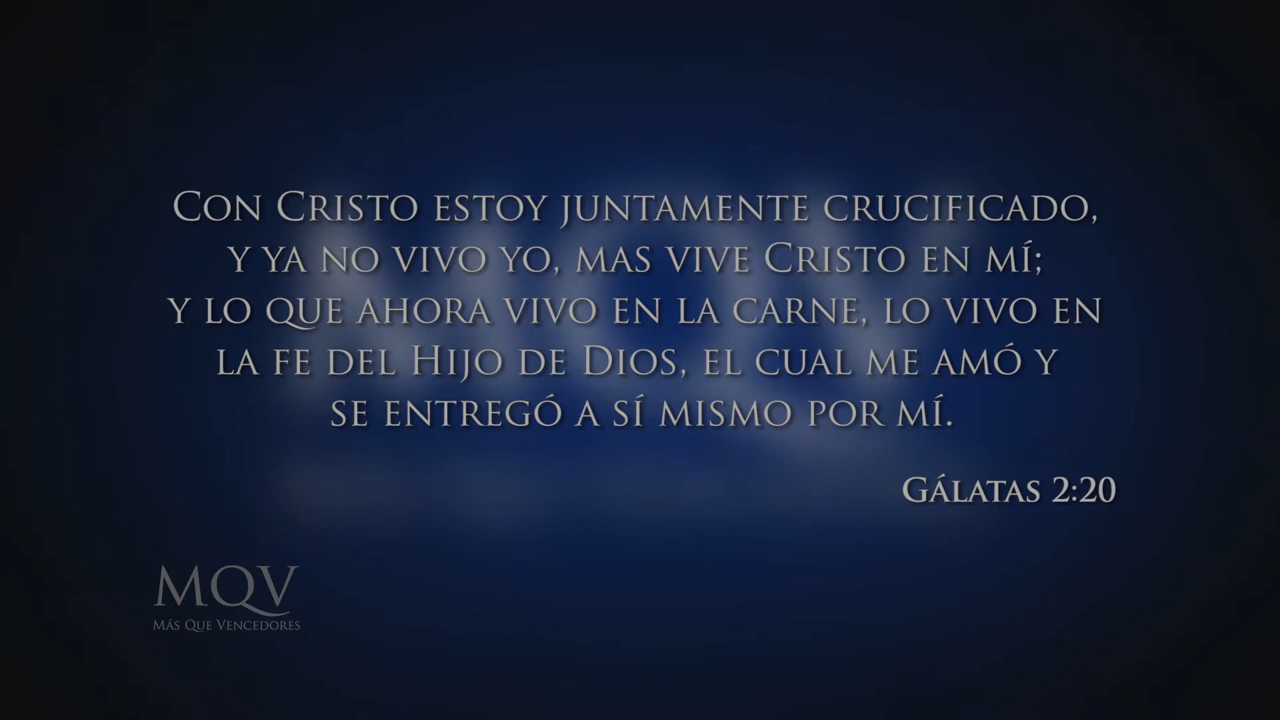 Con Cristo estoy juntamente crucificado,
y ya no vivo yo, mas vive Cristo en mí;
y lo que ahora vivo en la carne, lo vivo en
la fe del Hijo de Dios, el cual me amó y
se entregó a sí mismo por mí.
Gálatas 2:20
MQV
Más Que Vencedores